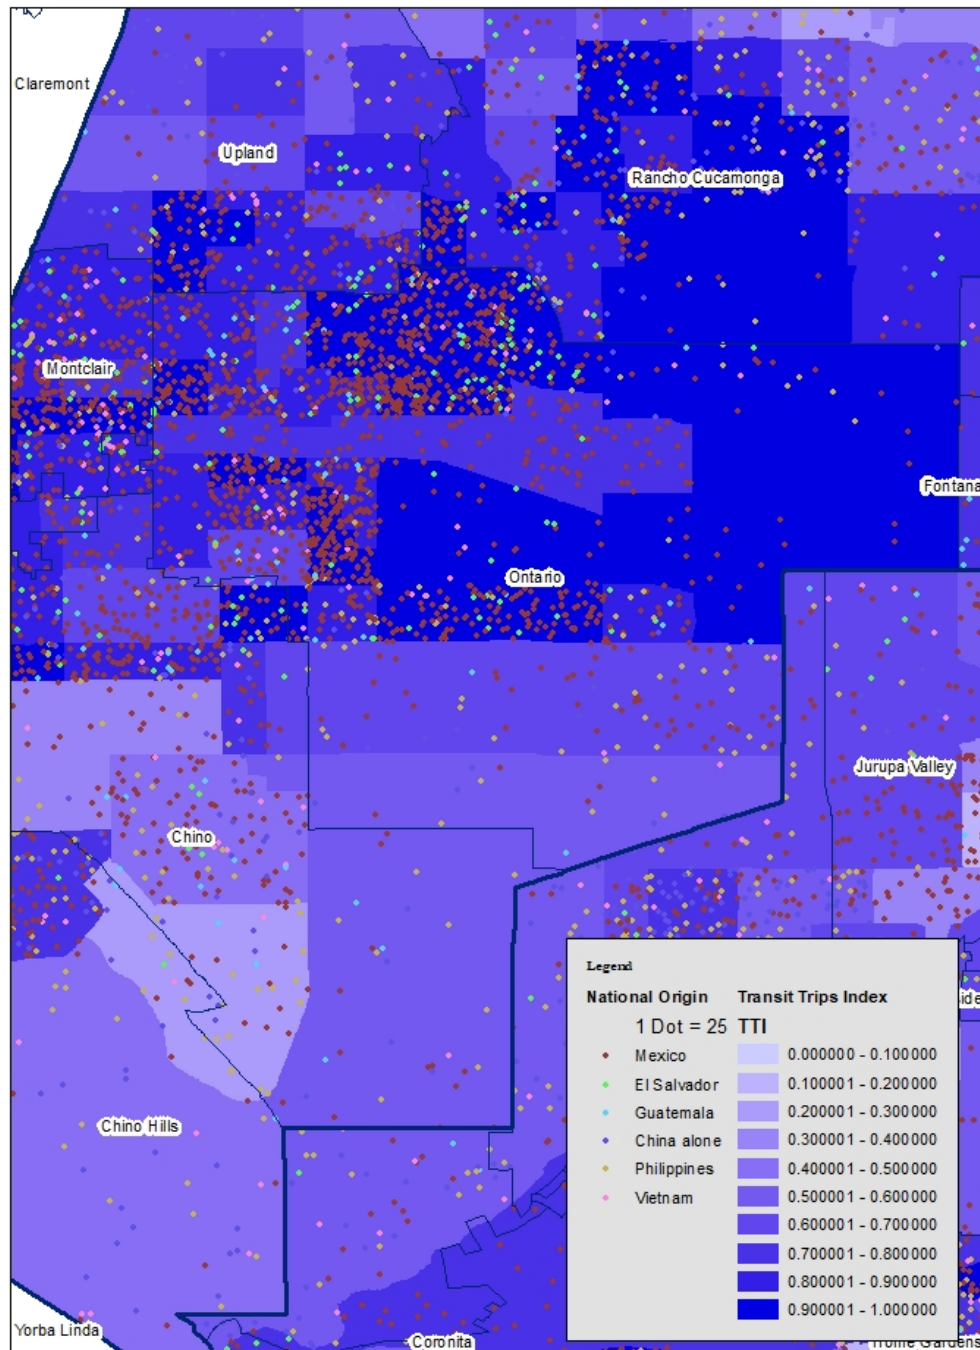 Claremont
Upland
Rancho Cucamonga
Montclair
Fontana
Ontario
Jurupa Valley
Chino
Legend
National Origin Transit Trips Index
1 Dot = 25 TTI
Mexico
El Salvador
Guatemala
China alone
Philippines
Vietnam
0.000000 - 0.100000
0.100001 - 0.200000
0.200001 - 0.300000
0.300001 - 0.400000
0.400001 - 0.500000
0.500001 - 0.600000
0.600001 - 0.700000
0.700001 - 0.800000
0.800001 - 0.900000
0.900001 - 1.000000
side
Chino Hills
Yorba Linda
Coronita
Home Gardens